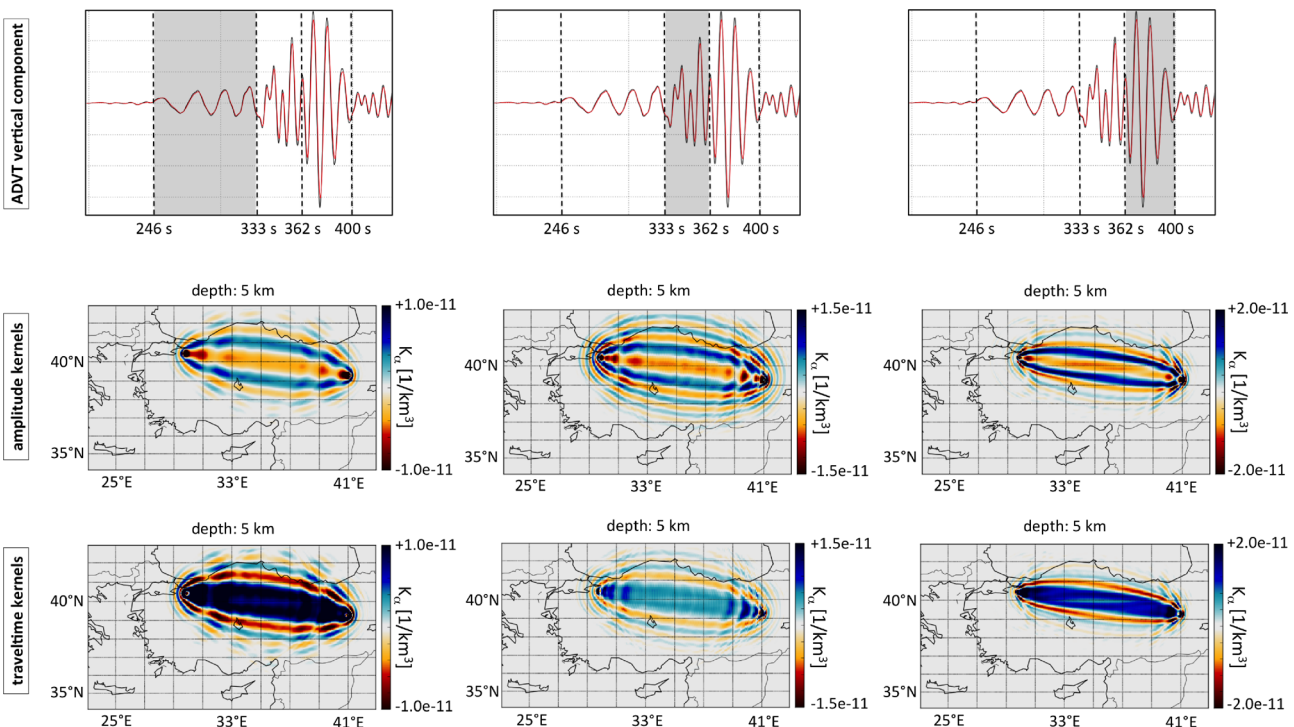 ADVT vertical component
246 s 333 s 362 s 400 s
246 s 333 s 362 s 400 s
246 s 333 s 362 s 400 s
amplitude kernels
depth: 5 km
40°N
35°N
25°E 33°E 41°E
+1.0e-11
Kα [1/km³]
-1.0e-11
depth: 5 km
40°N
35°N
25°E 33°E 41°E
+1.5e-11
Kα [1/km³]
-1.5e-11
depth: 5 km
40°N
35°N
25°E 33°E 41°E
+2.0e-11
Kα [1/km³]
-2.0e-11
traveltime kernels
depth: 5 km
40°N
35°N
25°E 33°E 41°E
+1.0e-11
Kα [1/km³]
-1.0e-11
depth: 5 km
40°N
35°N
25°E 33°E 41°E
+1.5e-11
Kα [1/km³]
-1.5e-11
depth: 5 km
40°N
35°N
25°E 33°E 41°E
+2.0e-11
Kα [1/km³]
-2.0e-11